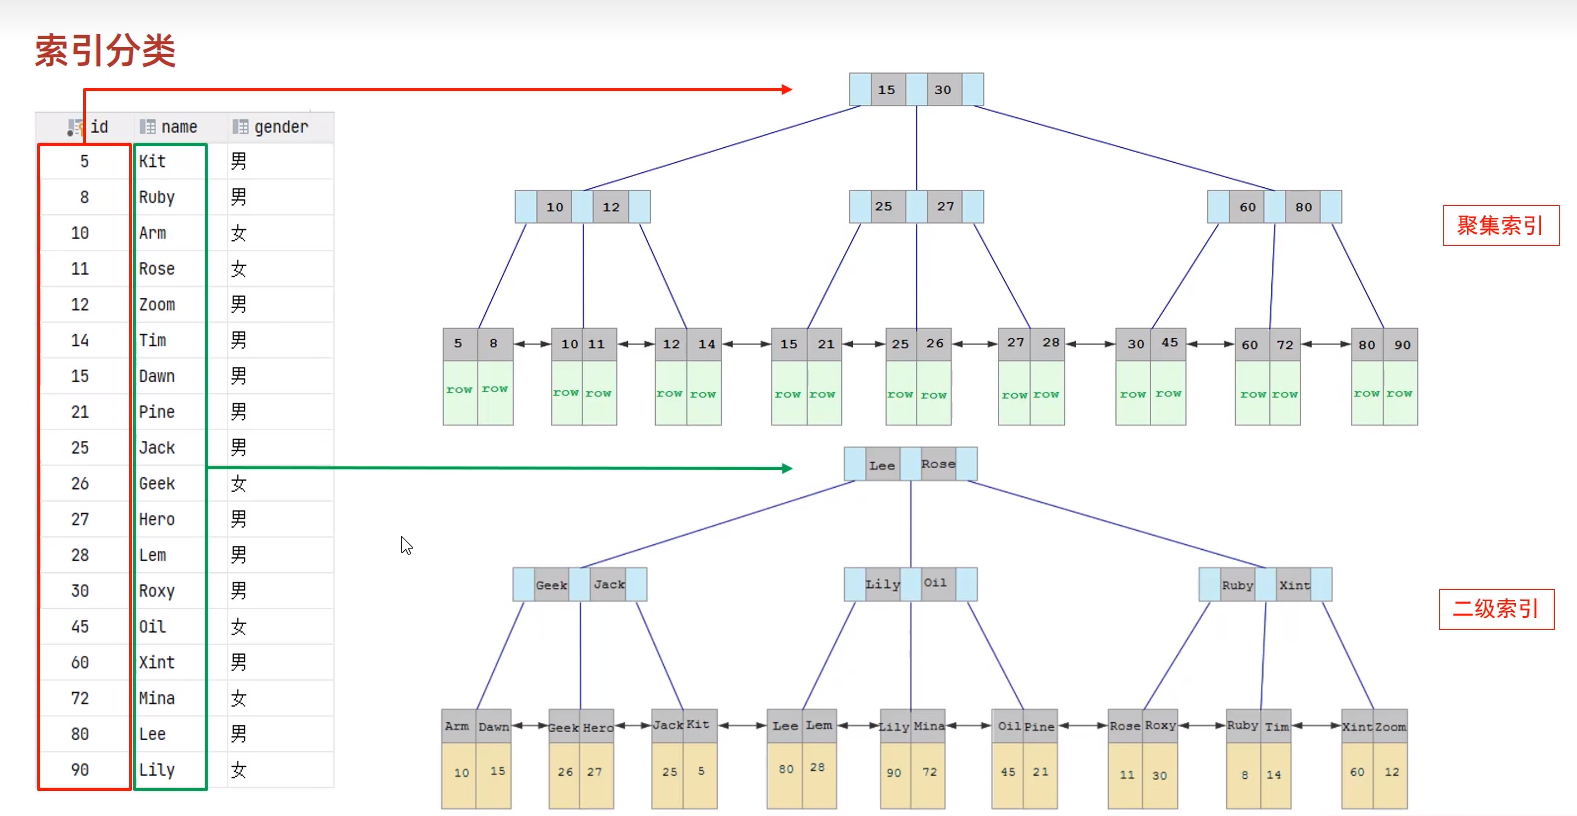 索引分类
id name gender
5 Kit 男
8 Ruby 男
10 Arm 女
11 Rose 女
12 Zoom 男
14 Tim 男
15 Dawn 男
21 Pine 男
25 Jack 男
26 Geek 女
27 Hero 男
28 Lem 男
30 Roxy 男
45 Oil 女
60 Xint 男
72 Mina 女
80 Lee 男
90 Lily 女
15 30
10 12 25 27 60 80
聚集索引
5 8 10 11 12 14 15 21 25 26 27 28 30 45 60 72 80 90
row row row row row row row row row row row row row row row row row row
Lee Rose
Geek Jack Lily Oil Ruby Xint
二级索引
Arm Dawn Geek Hero Jack Kit Lee Lem Lily Mina Oil Pine Rose Roxy Ruby Tim Xint Zoom
10 15 26 27 25 5 80 28 90 72 45 21 11 30 8 14 60 12